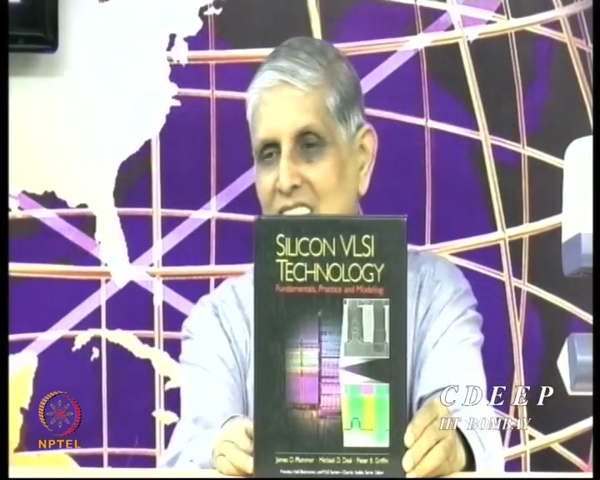 SILICON VLSI
TECHNOLOGY
Fundamentals, Practice and Modeling
James D. Plummer · Michael D. Deal · Peter B. Griffin
CDEEP
IIT BOMBAY
NPTEL